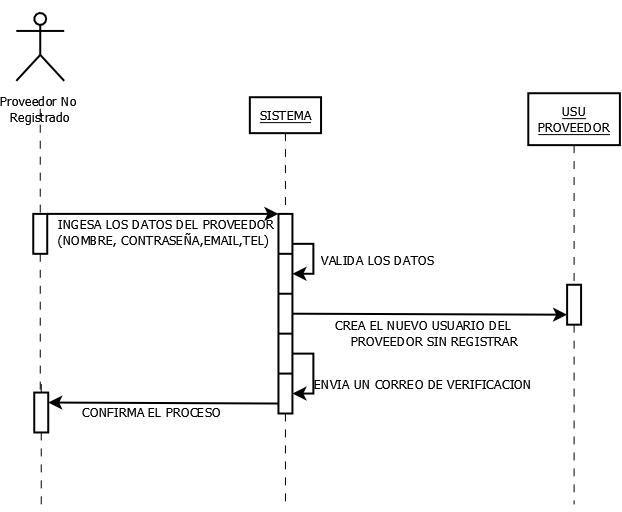 Proveedor No
Registrado
SISTEMA
USU
PROVEEDOR
INGESA LOS DATOS DEL PROVEEDOR
(NOMBRE, CONTRASEÑA,EMAIL,TEL)
VALIDA LOS DATOS
CREA EL NUEVO USUARIO DEL
PROVEEDOR SIN REGISTRAR
ENVIA UN CORREO DE VERIFICACION
CONFIRMA EL PROCESO